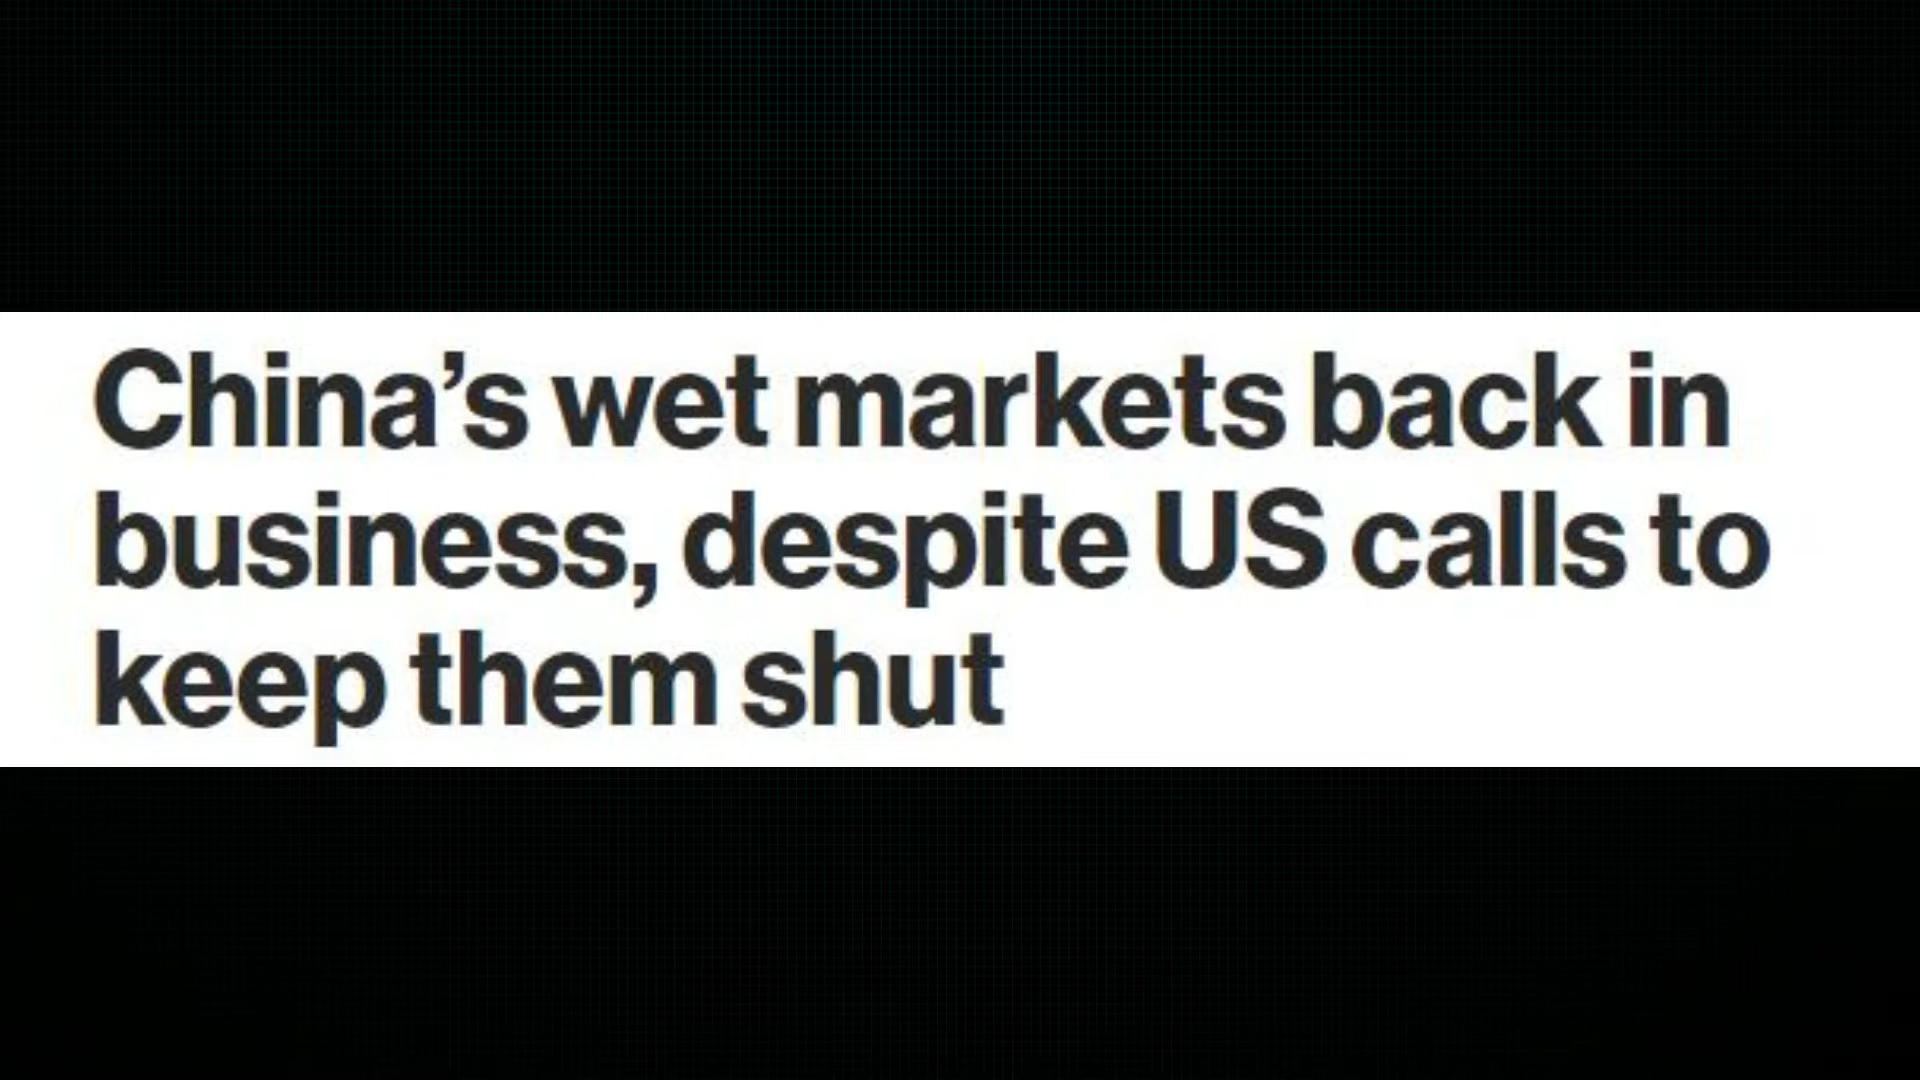 China’s wet markets back in
business, despite US calls to
keep them shut